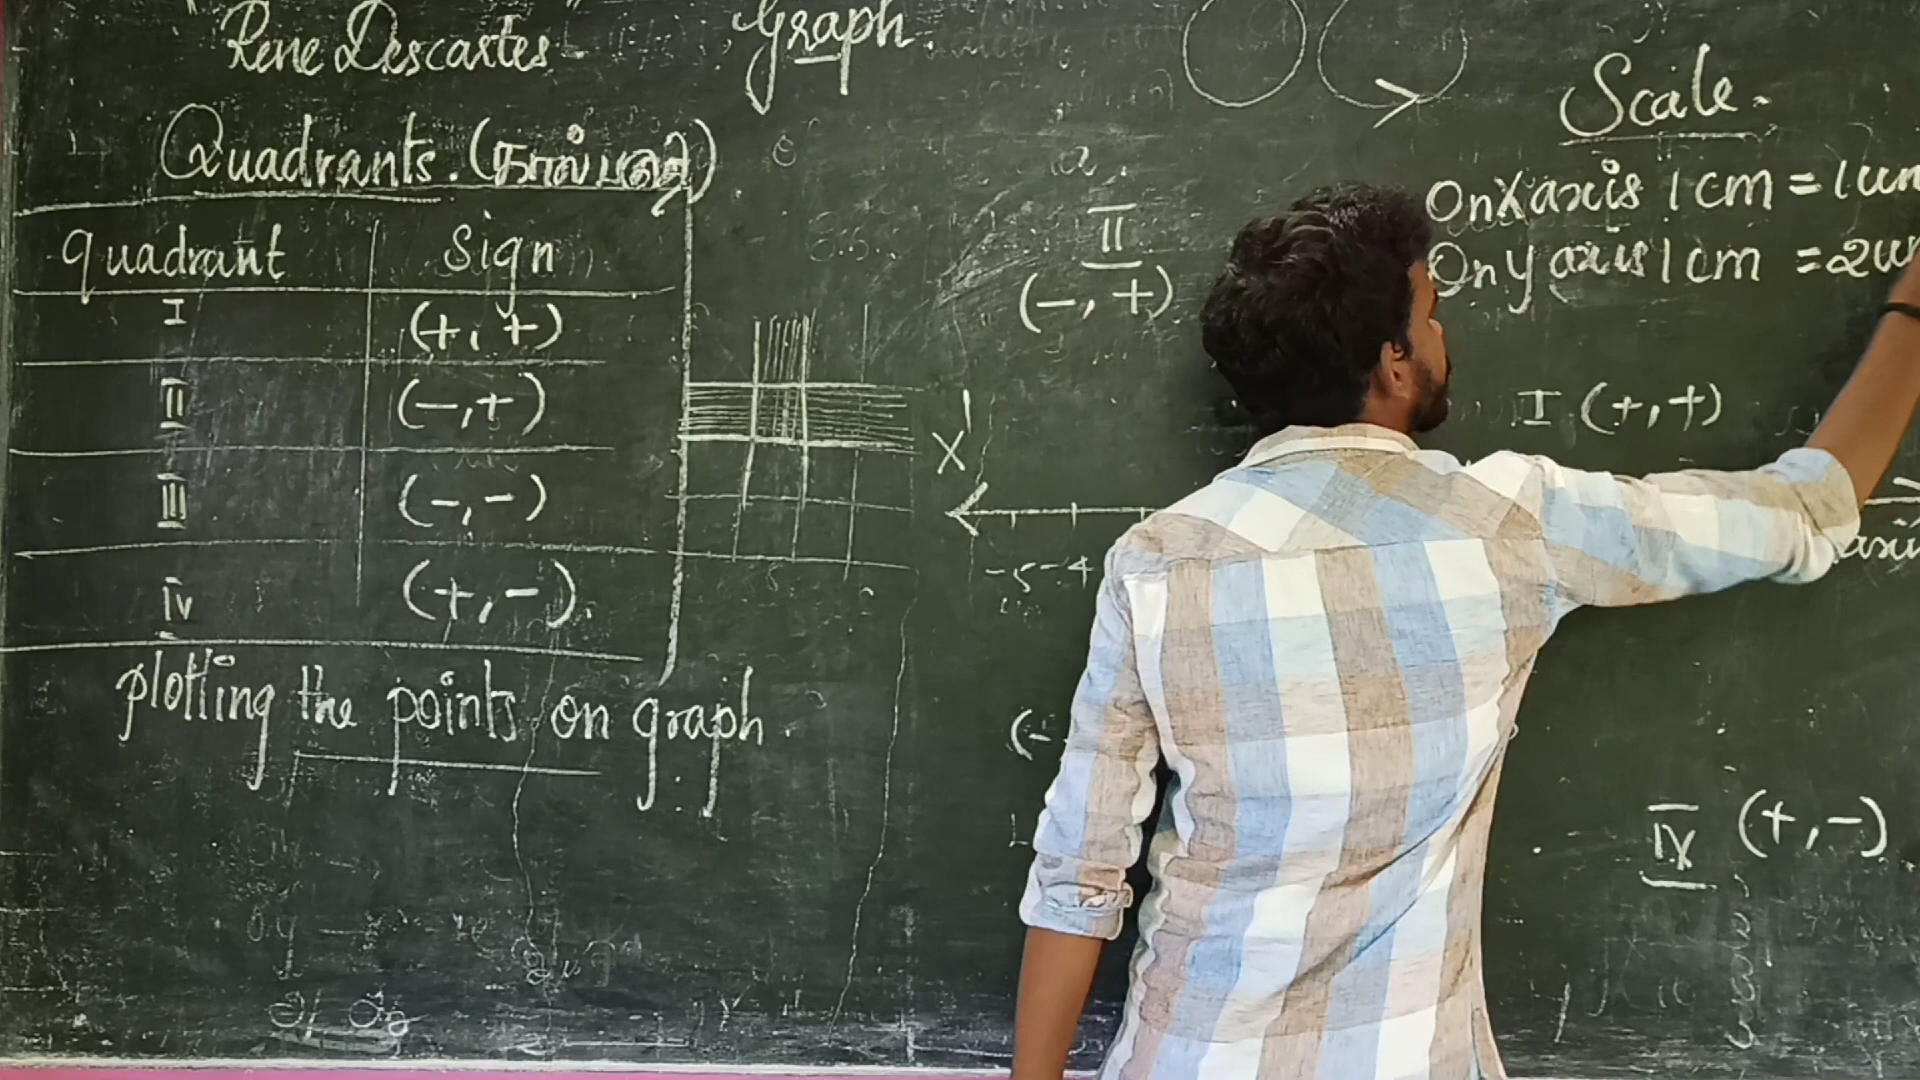 "Rene Descartes"
Graph.
Quadrants. (நால்பகுதி)
quadrant sign
I (+, +)
II (-, +)
III (-, -)
IV (+, -).
plotting the points on graph.
II
(-, +)
X'
-5 -4
(-
Scale.
On X axis 1 cm = 1 un
On Y axis 1 cm = 2 un
I (+, +)
axis
IV (+, -)